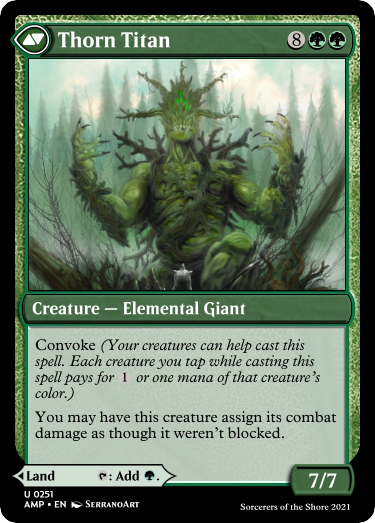 Thorn Titan 8
Creature — Elemental Giant
Convoke (Your creatures can help cast this
spell. Each creature you tap while casting
this spell pays for 1 or one mana of that creature's
color.)
You may have this creature assign its combat
damage as though it weren't blocked.
Land : Add .
7/7
U 0251
AMP • EN SerranoArt
Sorcerers of the Shore 2021